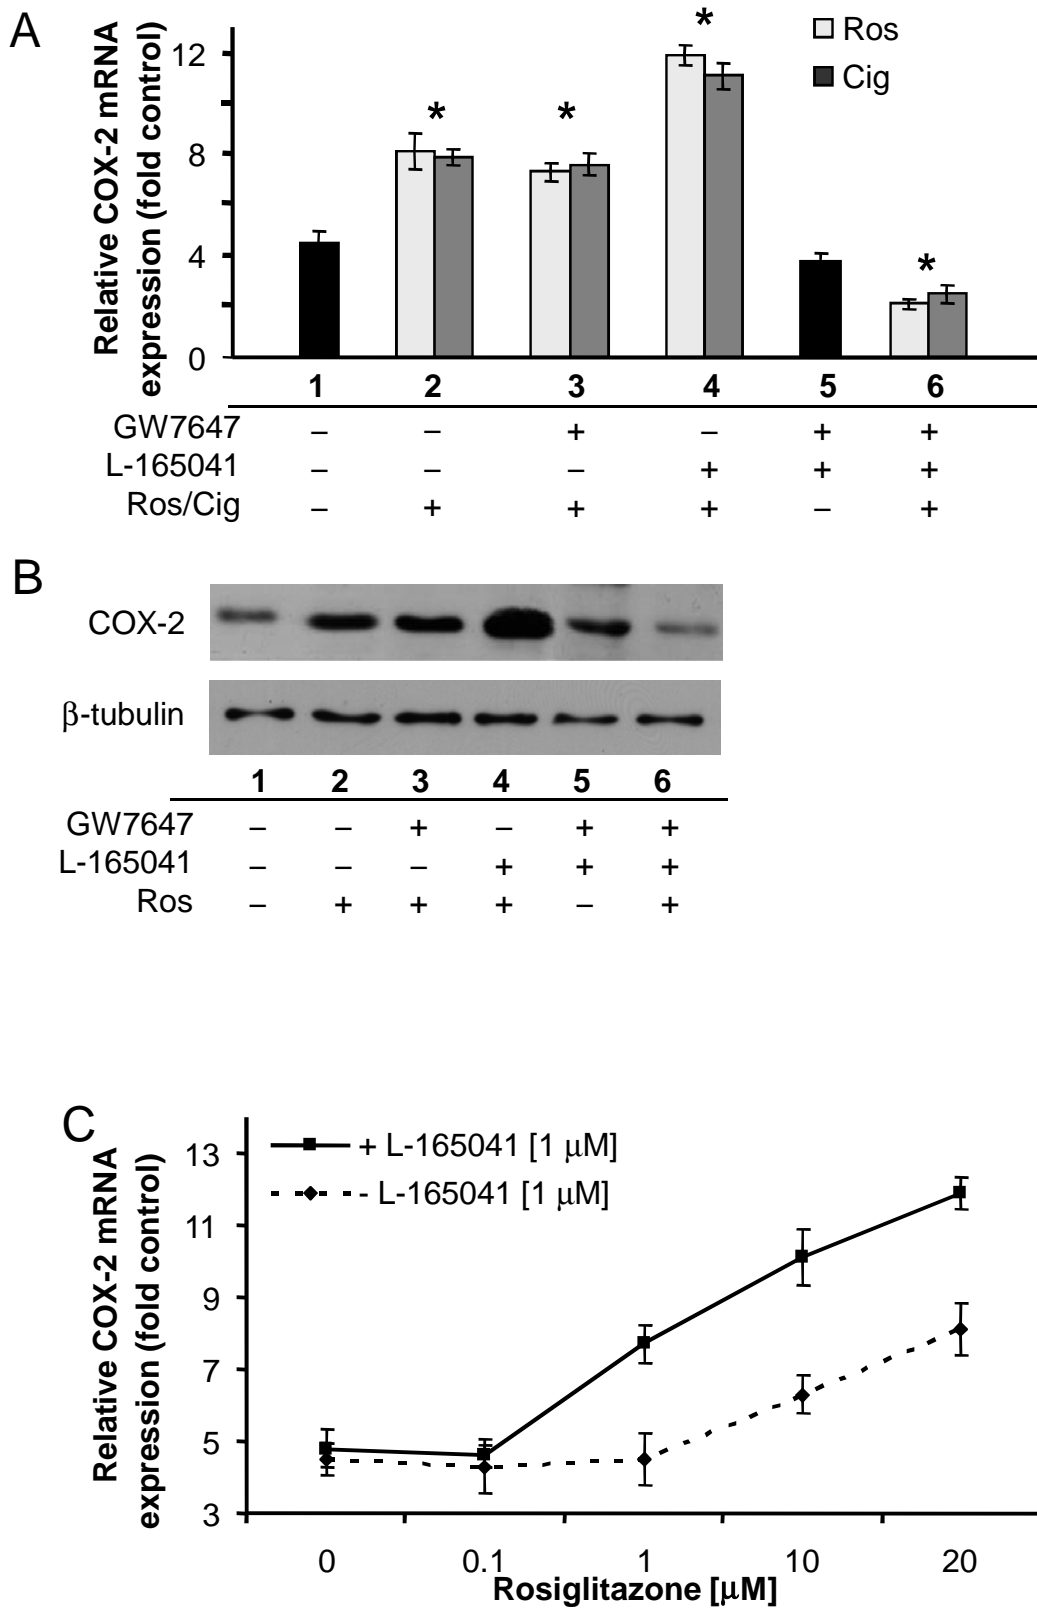 A
Relative COX-2 mRNA
expression (fold control)
12
8
4
0
* * * *
Ros
Cig
1 2 3 4 5 6
GW7647 – – + – + +
L-165041 – – – + + +
Ros/Cig – + + + – +
B
COX-2
β-tubulin
1 2 3 4 5 6
GW7647 – – + – + +
L-165041 – – – + + +
Ros – + + + – +
C
Relative COX-2 mRNA
expression (fold control)
13
11
9
7
5
3
+ L-165041 [1 μM]
- L-165041 [1 μM]
0 0.1 1 10 20
Rosiglitazone [μM]